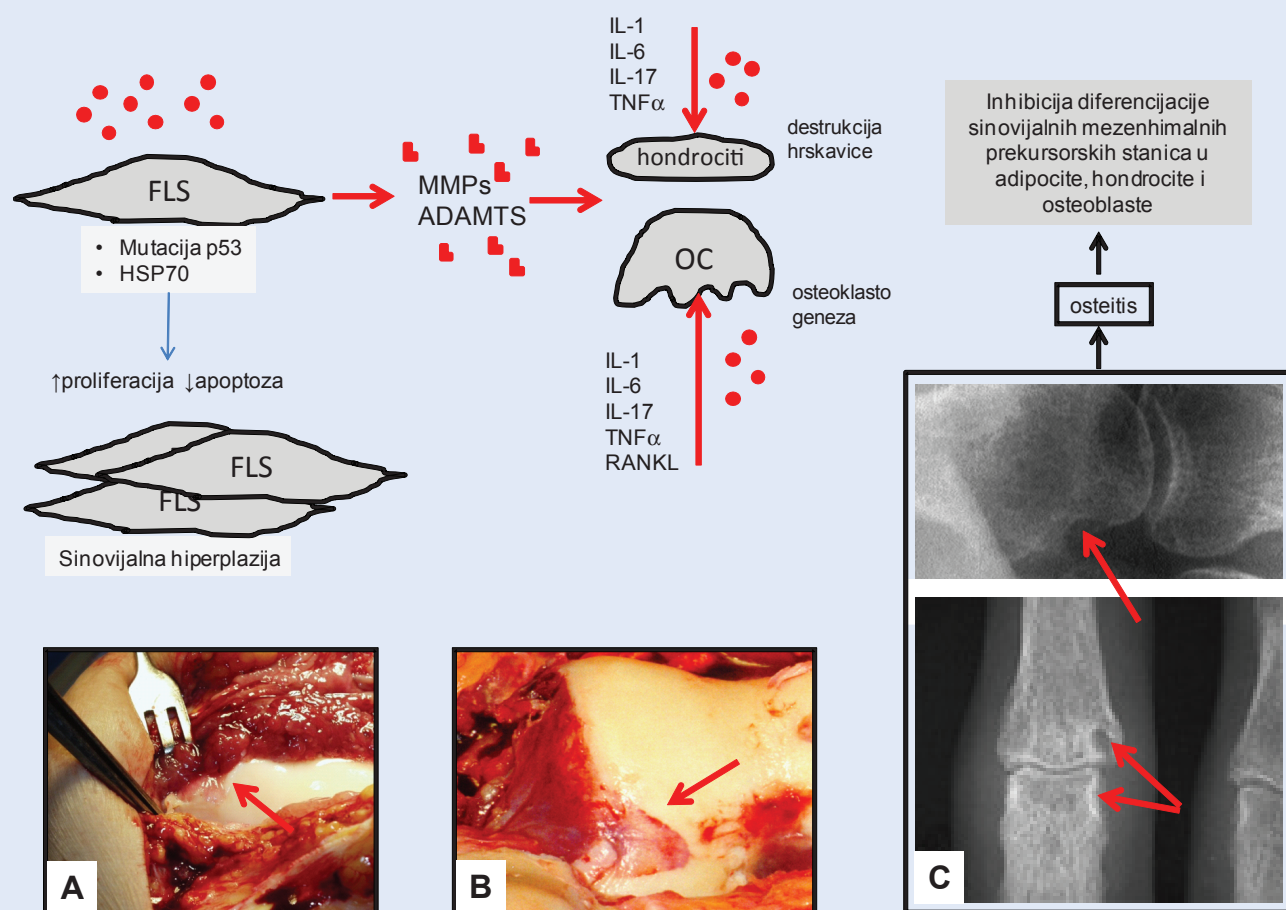 FLS
• Mutacija p53
• HSP70
↑proliferacija ↓apoptoza
FLS
FLS
Sinovijalna hiperplazija
MMPs
ADAMTS
IL-1
IL-6
IL-17
TNFα
hondrociti
destrukcija
hrskavice
OC
osteoklasto
geneza
IL-1
IL-6
IL-17
TNFα
RANKL
Inhibicija diferencijacije
sinovijalnih mezenhimalnih
prekursorskih stanica u
adipocite, hondrocite i
osteoblaste
osteitis
A
B
C